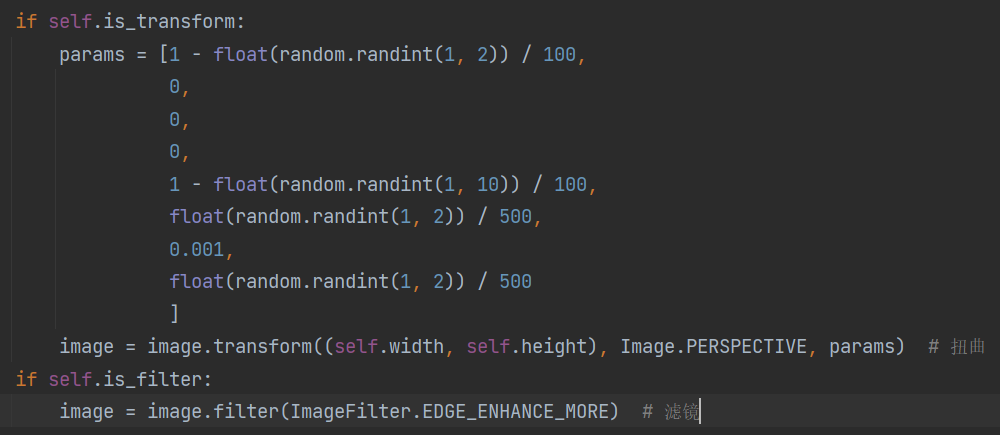 if self.is_transform:
params = [1 - float(random.randint(1, 2)) / 100,
0,
0,
0,
1 - float(random.randint(1, 10)) / 100,
float(random.randint(1, 2)) / 500,
0.001,
float(random.randint(1, 2)) / 500
]
image = image.transform((self.width, self.height), Image.PERSPECTIVE, params)  # 扭曲
if self.is_filter:
image = image.filter(ImageFilter.EDGE_ENHANCE_MORE)  # 滤镜